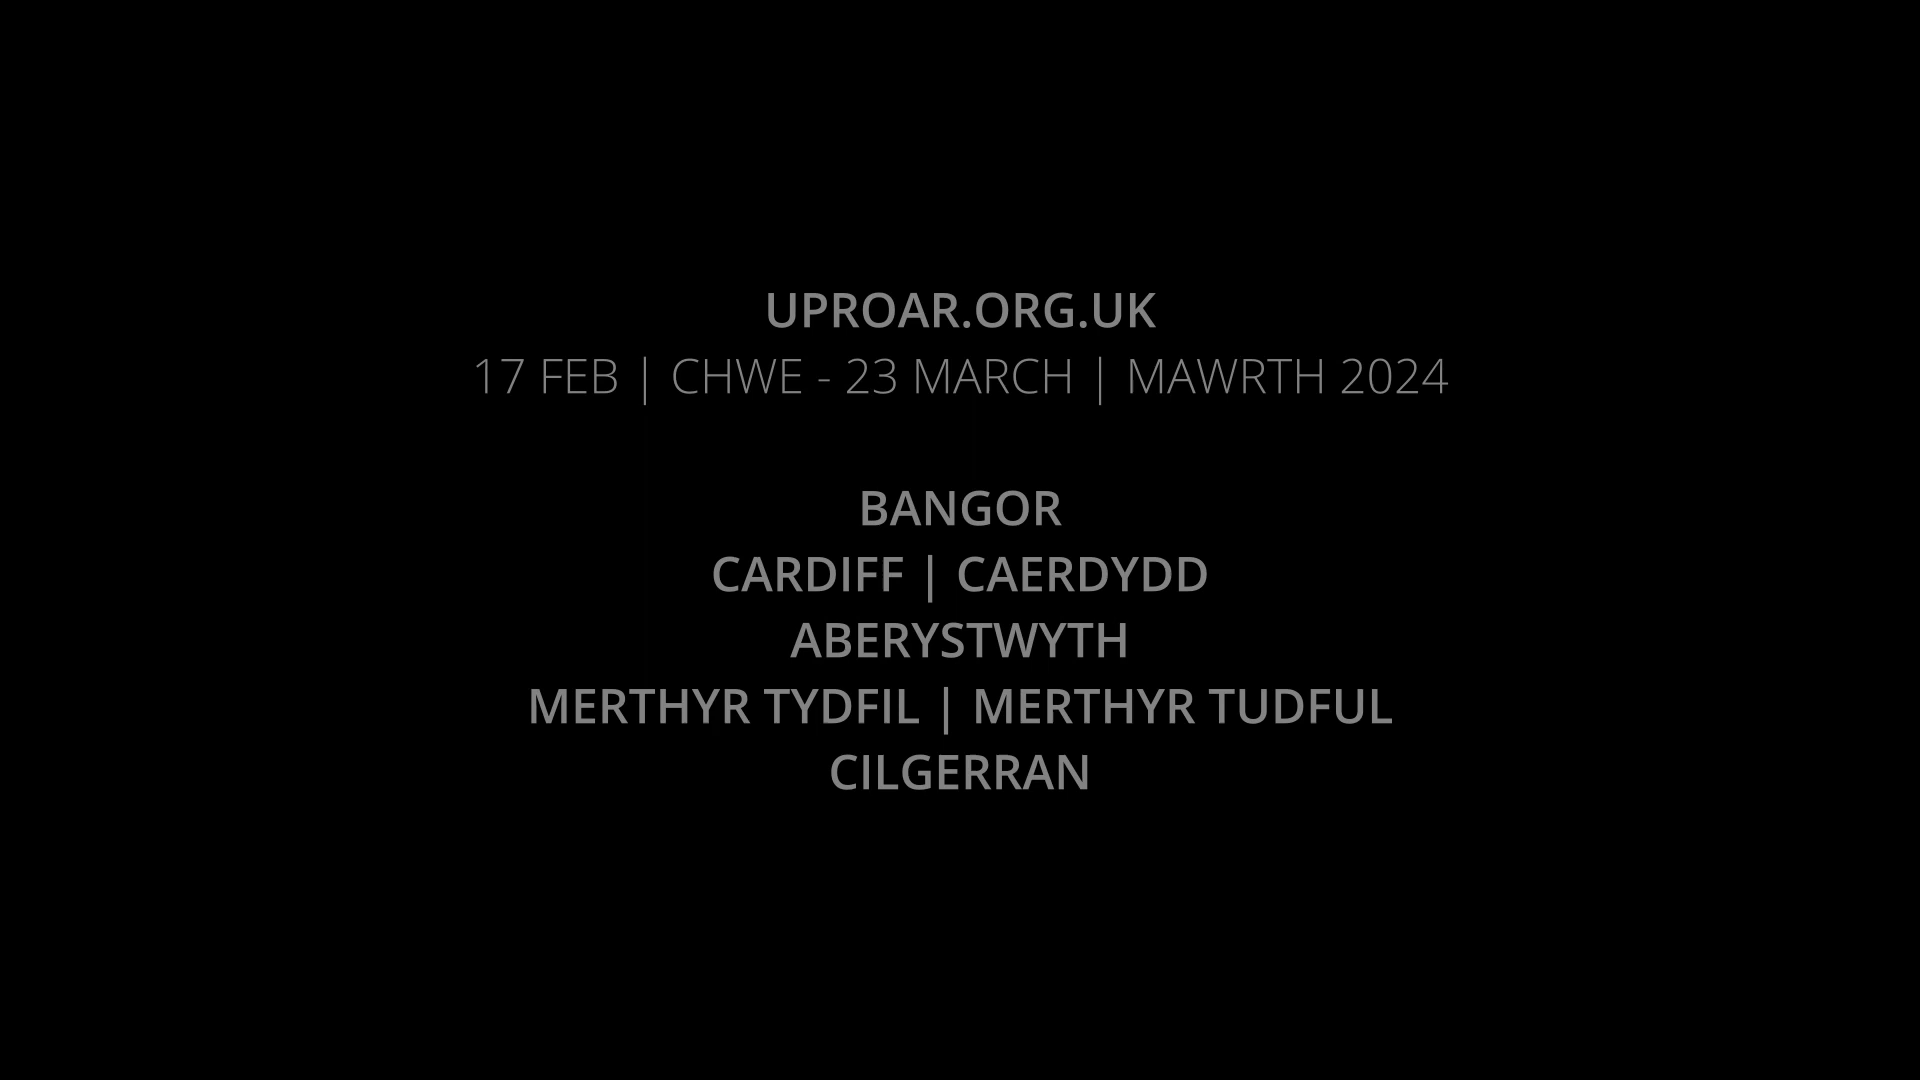 UPROAR.ORG.UK
17 FEB | CHWE - 23 MARCH | MAWRTH 2024
BANGOR
CARDIFF | CAERDYDD
ABERYSTWYTH
MERTHYR TYDFIL | MERTHYR TUDFUL
CILGERRAN